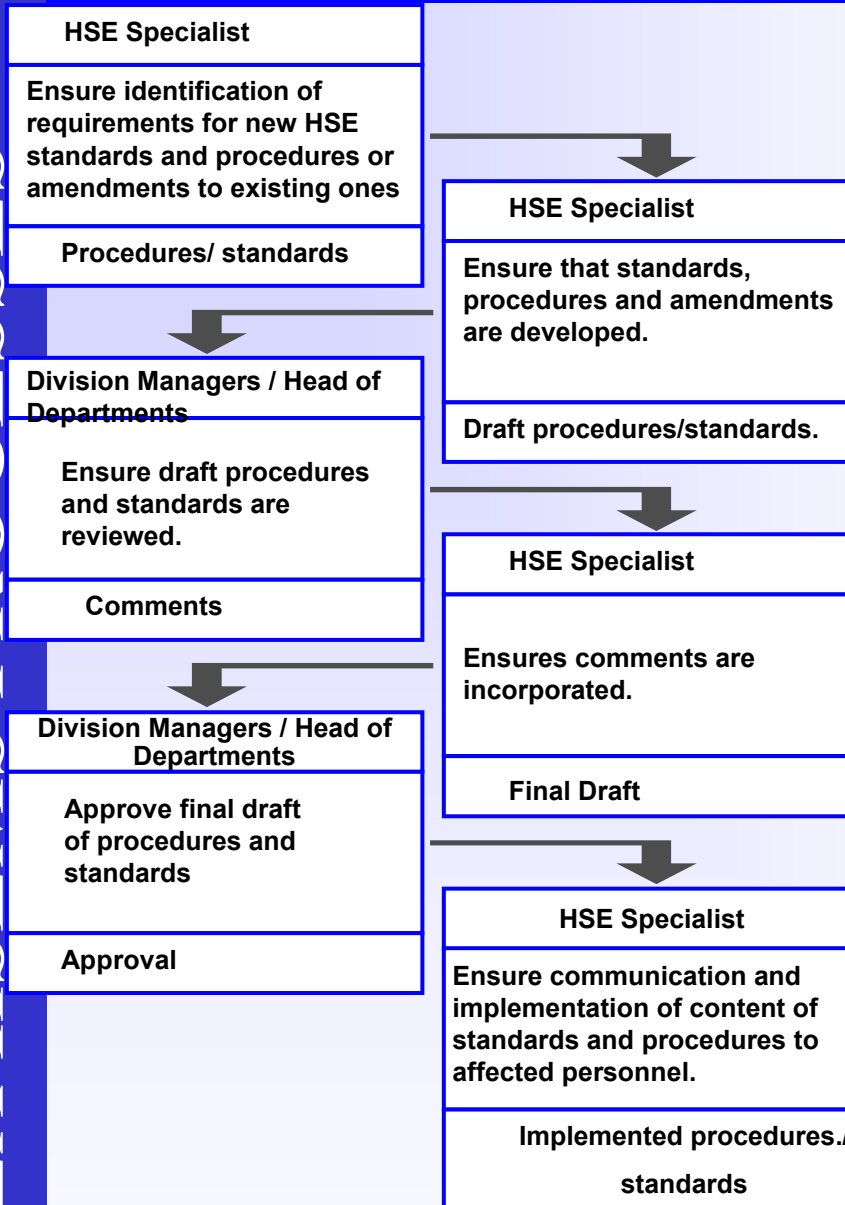 HSE Specialist
Ensure identification of
requirements for new HSE
standards and procedures or
amendments to existing ones
Procedures/ standards
HSE Specialist
Ensure that standards,
procedures and amendments
are developed.
Draft procedures/standards.
Division Managers / Head of
Departments
Ensure draft procedures
and standards are
reviewed.
Comments
HSE Specialist
Ensures comments are
incorporated.
Final Draft
Division Managers / Head of
Departments
Approve final draft
of procedures and
standards
Approval
HSE Specialist
Ensure communication and
implementation of content of
standards and procedures to
affected personnel.
Implemented procedures./
standards